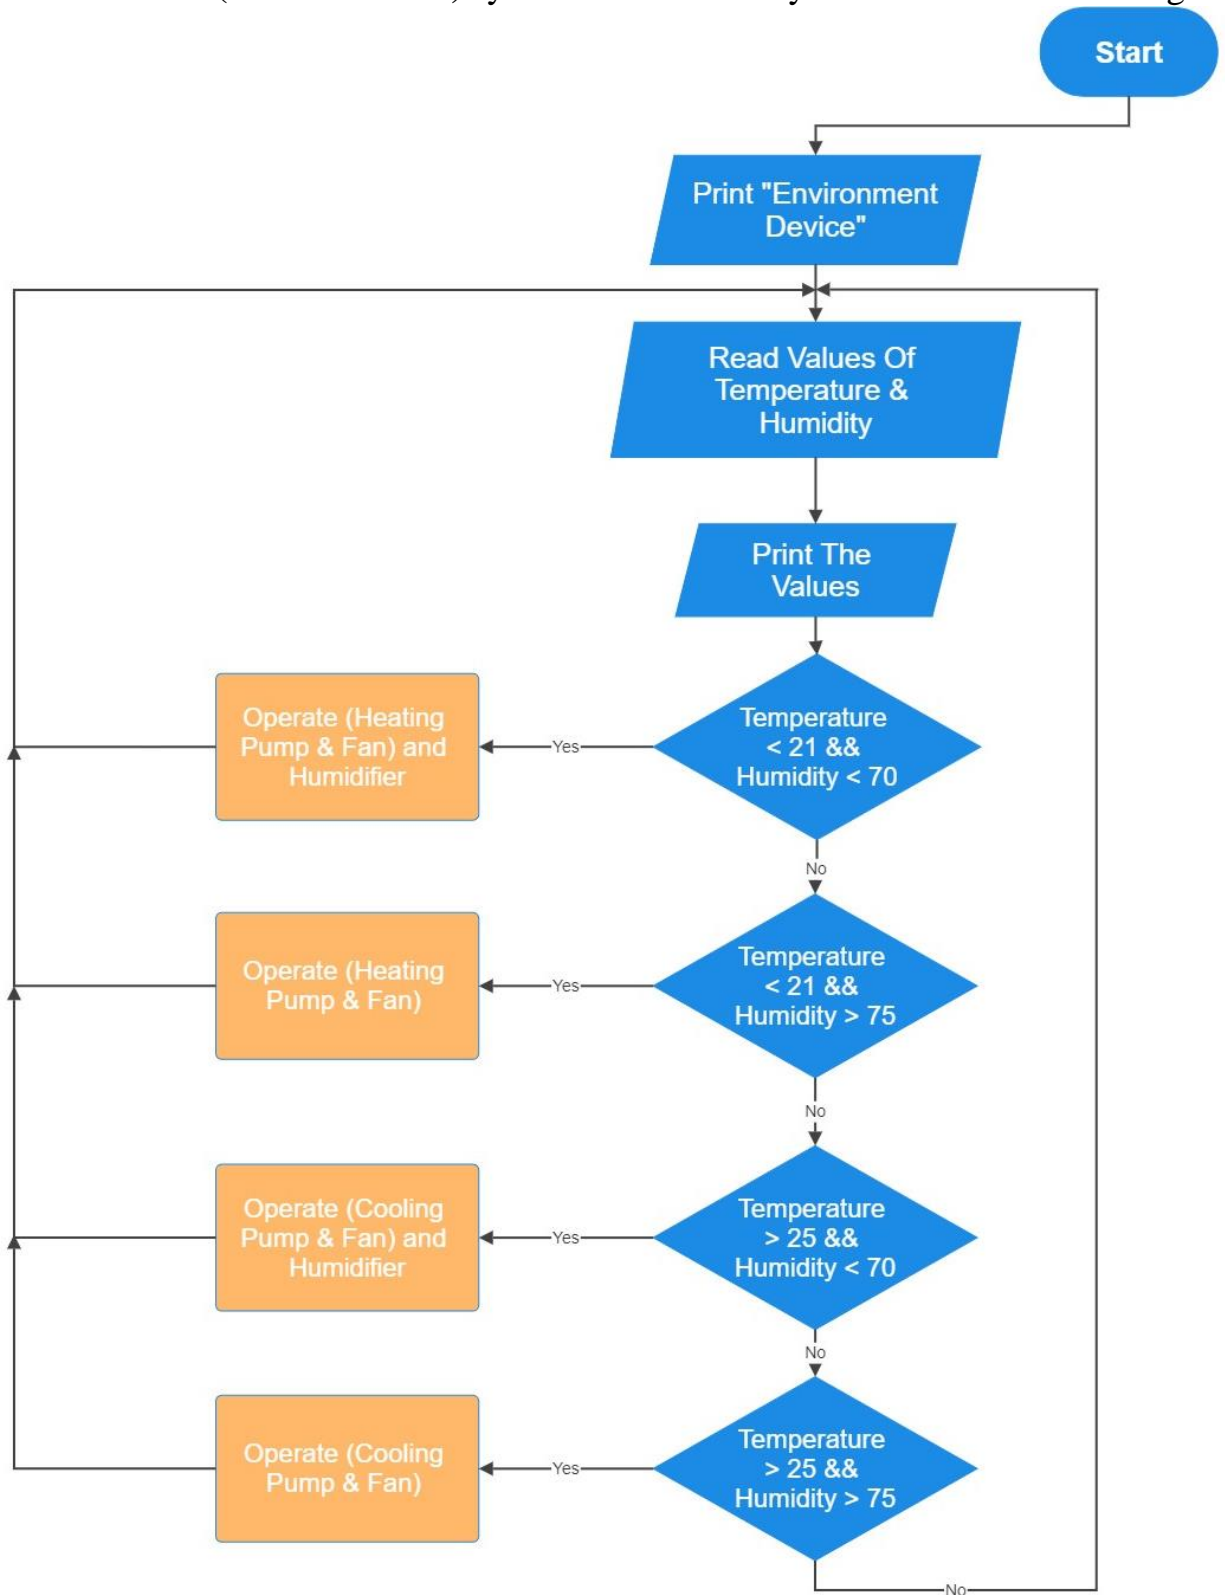 Start
Print "Environment
Device"
Read Values Of
Temperature &
Humidity
Print The
Values
Temperature
< 21 &&
Humidity < 70
Yes
Operate (Heating
Pump & Fan) and
Humidifier
No
Temperature
< 21 &&
Humidity > 75
Yes
Operate (Heating
Pump & Fan)
No
Temperature
> 25 &&
Humidity < 70
Yes
Operate (Cooling
Pump & Fan) and
Humidifier
No
Temperature
> 25 &&
Humidity > 75
Yes
Operate (Cooling
Pump & Fan)
No